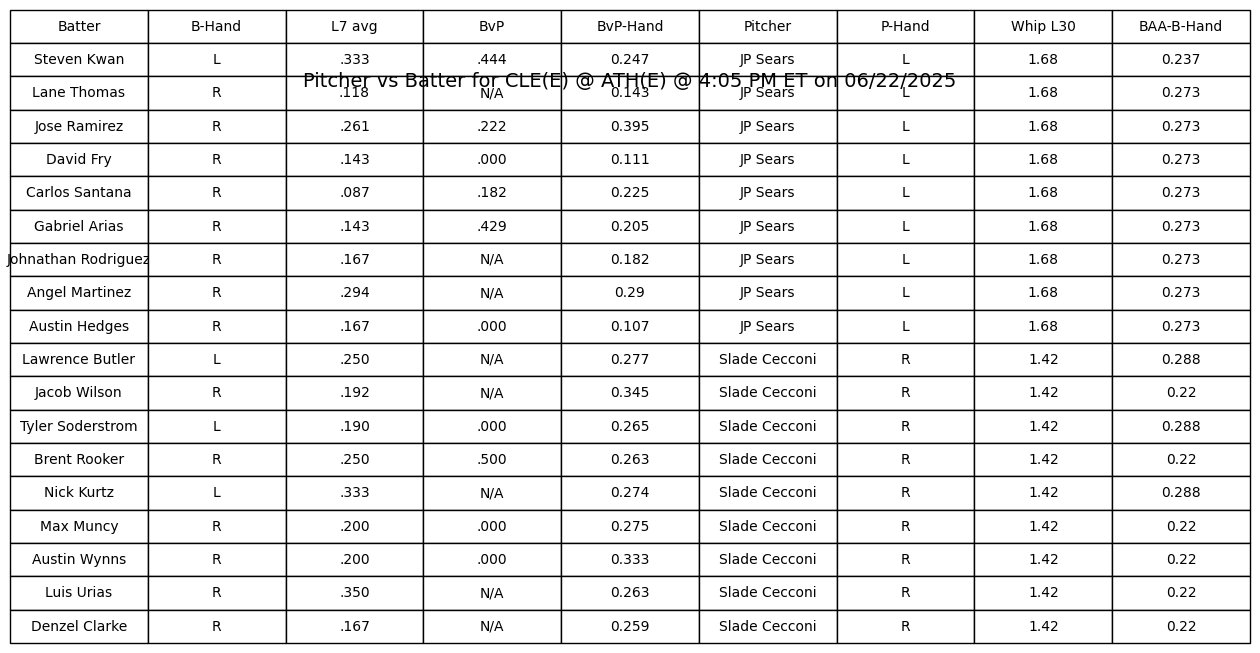 Batter B-Hand L7 avg BvP BvP-Hand Pitcher P-Hand Whip L30 BAA-B-Hand
Steven Kwan L .333 .444 0.247 JP Sears L 1.68 0.237
Pitcher vs Batter for CLE(E) @ ATH(E) @ 4:05 PM ET on 06/22/2025
Lane Thomas R .118 N/A 0.143 JP Sears L 1.68 0.273
Jose Ramirez R .261 .222 0.395 JP Sears L 1.68 0.273
David Fry R .143 .000 0.111 JP Sears L 1.68 0.273
Carlos Santana R .087 .182 0.225 JP Sears L 1.68 0.273
Gabriel Arias R .143 .429 0.205 JP Sears L 1.68 0.273
Johnathan Rodriguez R .167 N/A 0.182 JP Sears L 1.68 0.273
Angel Martinez R .294 N/A 0.29 JP Sears L 1.68 0.273
Austin Hedges R .167 .000 0.107 JP Sears L 1.68 0.273
Lawrence Butler L .250 N/A 0.277 Slade Cecconi R 1.42 0.288
Jacob Wilson R .192 N/A 0.345 Slade Cecconi R 1.42 0.22
Tyler Soderstrom L .190 .000 0.265 Slade Cecconi R 1.42 0.288
Brent Rooker R .250 .500 0.263 Slade Cecconi R 1.42 0.22
Nick Kurtz L .333 N/A 0.274 Slade Cecconi R 1.42 0.288
Max Muncy R .200 .000 0.275 Slade Cecconi R 1.42 0.22
Austin Wynns R .200 .000 0.333 Slade Cecconi R 1.42 0.22
Luis Urias R .350 N/A 0.263 Slade Cecconi R 1.42 0.22
Denzel Clarke R .167 N/A 0.259 Slade Cecconi R 1.42 0.22